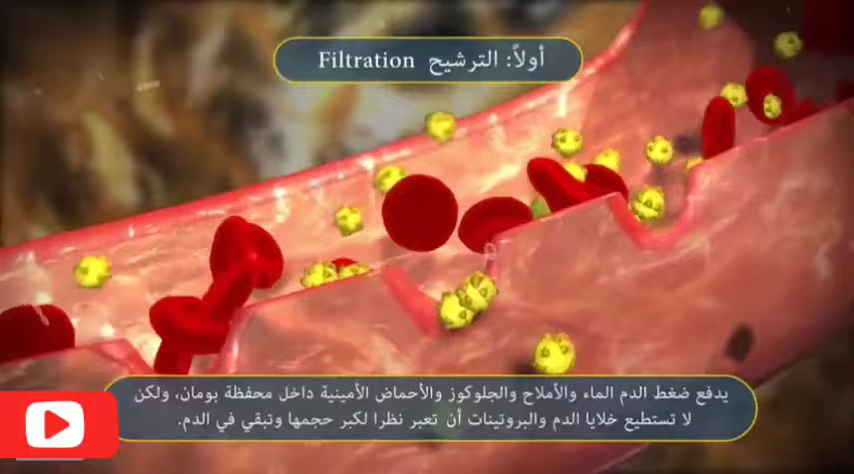 أولاً: الترشيح Filtration
يدفع ضغط الدم الماء والأملاح والجلوكوز والأحماض الأمينية داخل محفظة بومان، ولكن
لا تستطيع خلايا الدم والبروتينات أن تعبر نظرا لكبر حجمها وتبقي في الدم.